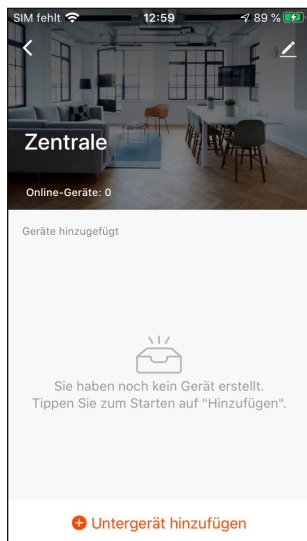 SIM fehlt 12:59 89 %
Zentrale
Online-Geräte: 0
Geräte hinzugefügt
Sie haben noch kein Gerät erstellt.
Tippen Sie zum Starten auf "Hinzufügen".
Untergerät hinzufügen